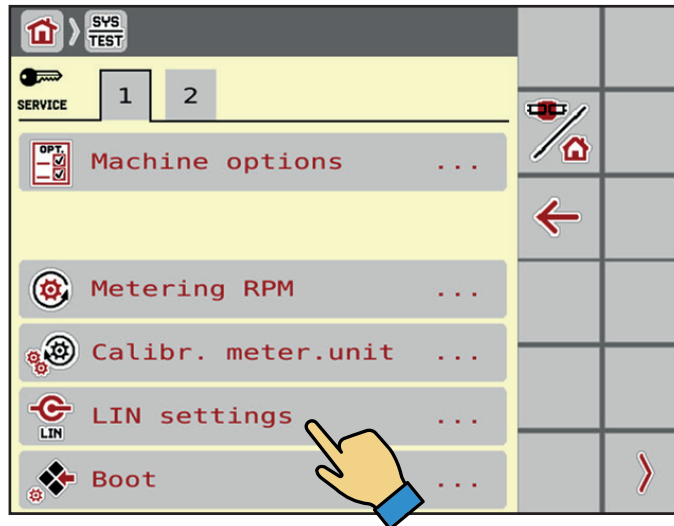 SYS
TEST
SERVICE
1
2
OPT.
Machine options ...
Metering RPM ...
Calibr. meter.unit ...
LIN settings ...
LIN
Boot ...